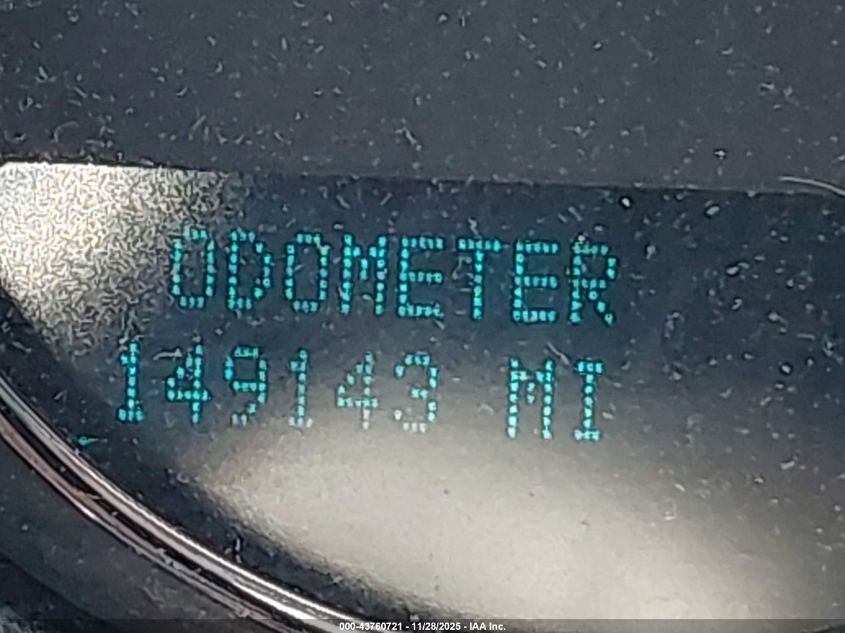 ODOMETER
149143 MI
000-43760721 - 11/28/2025 - IAA Inc.